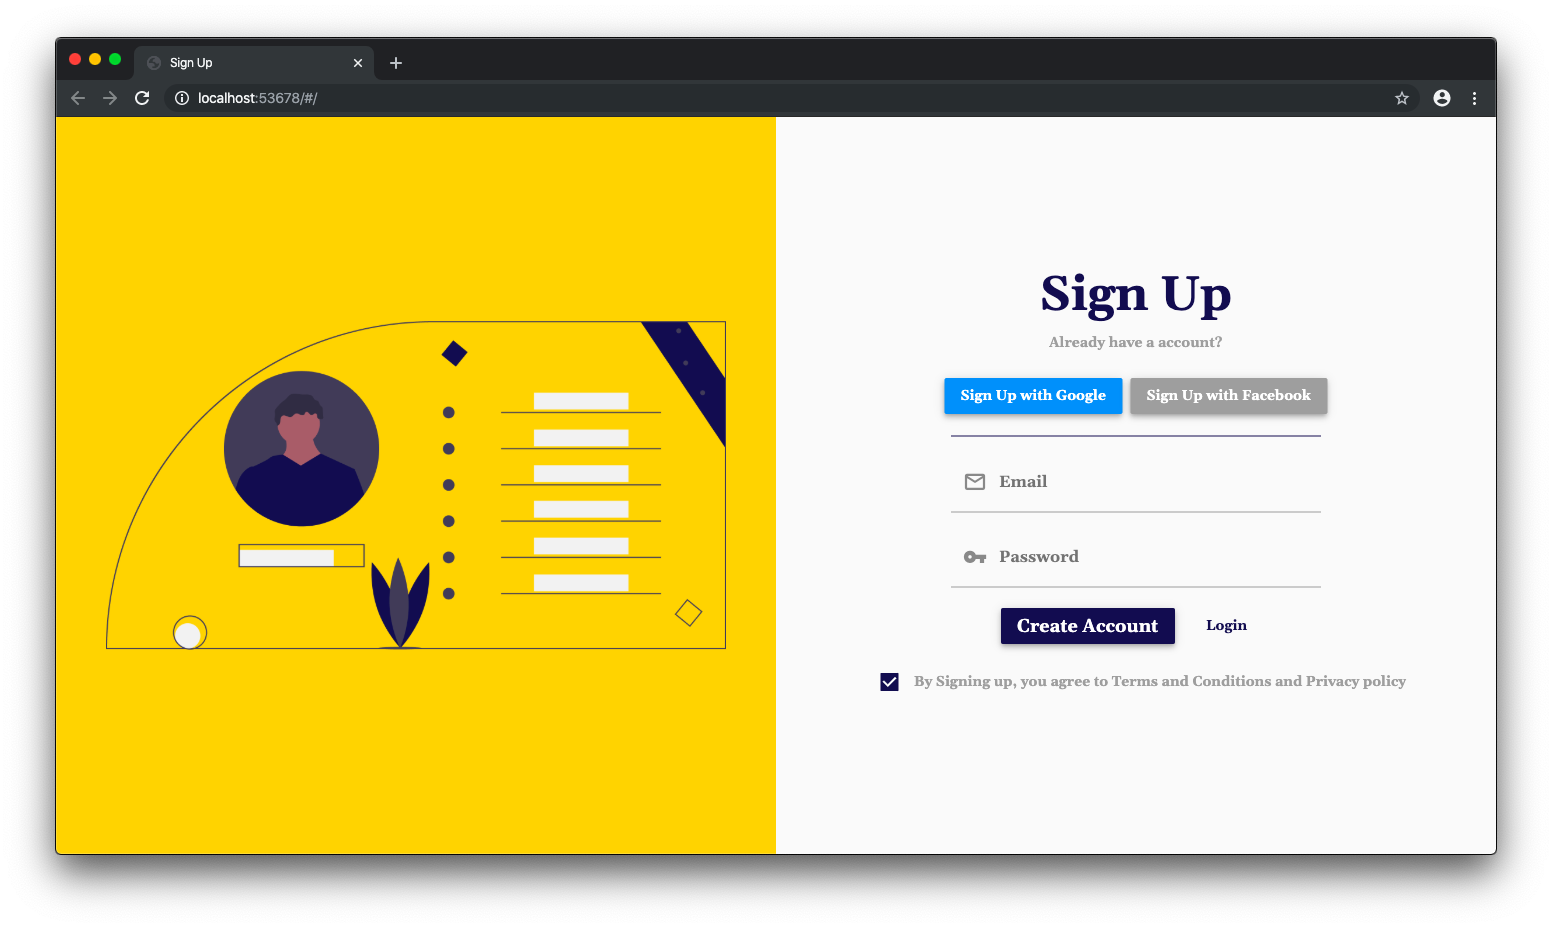 Sign Up
localhost:53678/#/
Sign Up
Already have a account?
Sign Up with Google Sign Up with Facebook
Email
Password
Create Account Login
By Signing up, you agree to Terms and Conditions and Privacy policy